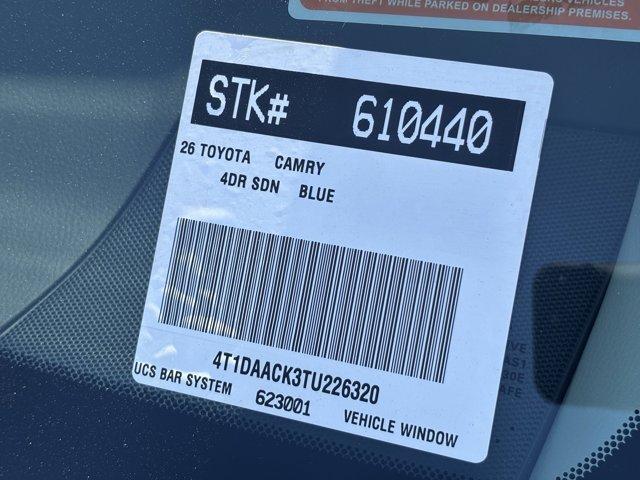 FROM THEFT WHILE PARKED ON DEALERSHIP PREMISES.
STK# 610440
26 TOYOTA CAMRY
4DR SDN BLUE
4T1DAACK3TU226320
UCS BAR SYSTEM 623001 VEHICLE WINDOW